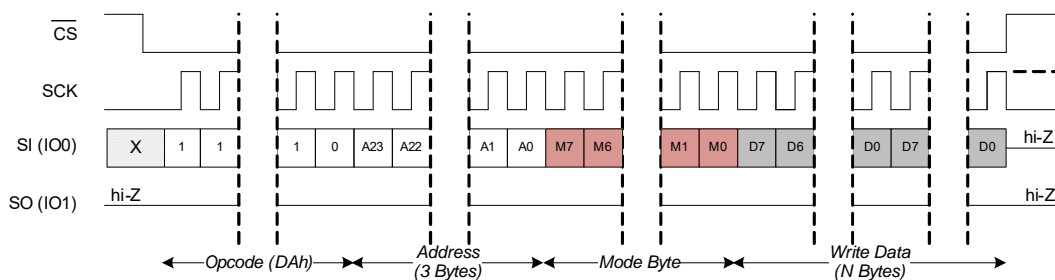 CS
SCK
SI (IO0) X 1 1 1 0 A23 A22 A1 A0 M7 M6 M1 M0 D7 D6 D0 D7 D0 hi-Z
SO (IO1) hi-Z hi-Z
Opcode (DAh) Address Mode Byte Write Data
(3 Bytes) (N Bytes)